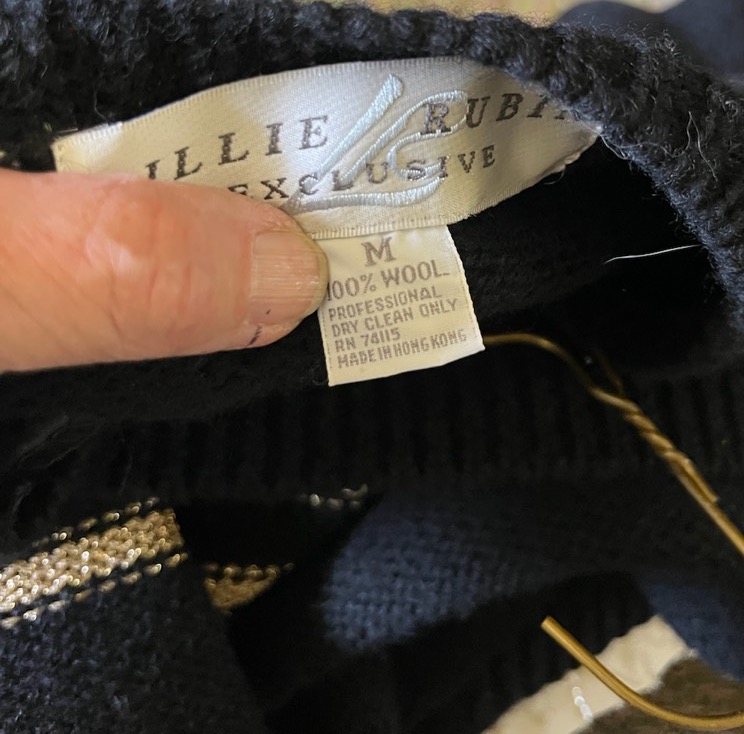 ILLIE RUBI
EXCLUSIVE
M
100% WOOL
PROFESSIONAL
DRY CLEAN ONLY
RN 74115
MADE IN HONG KONG